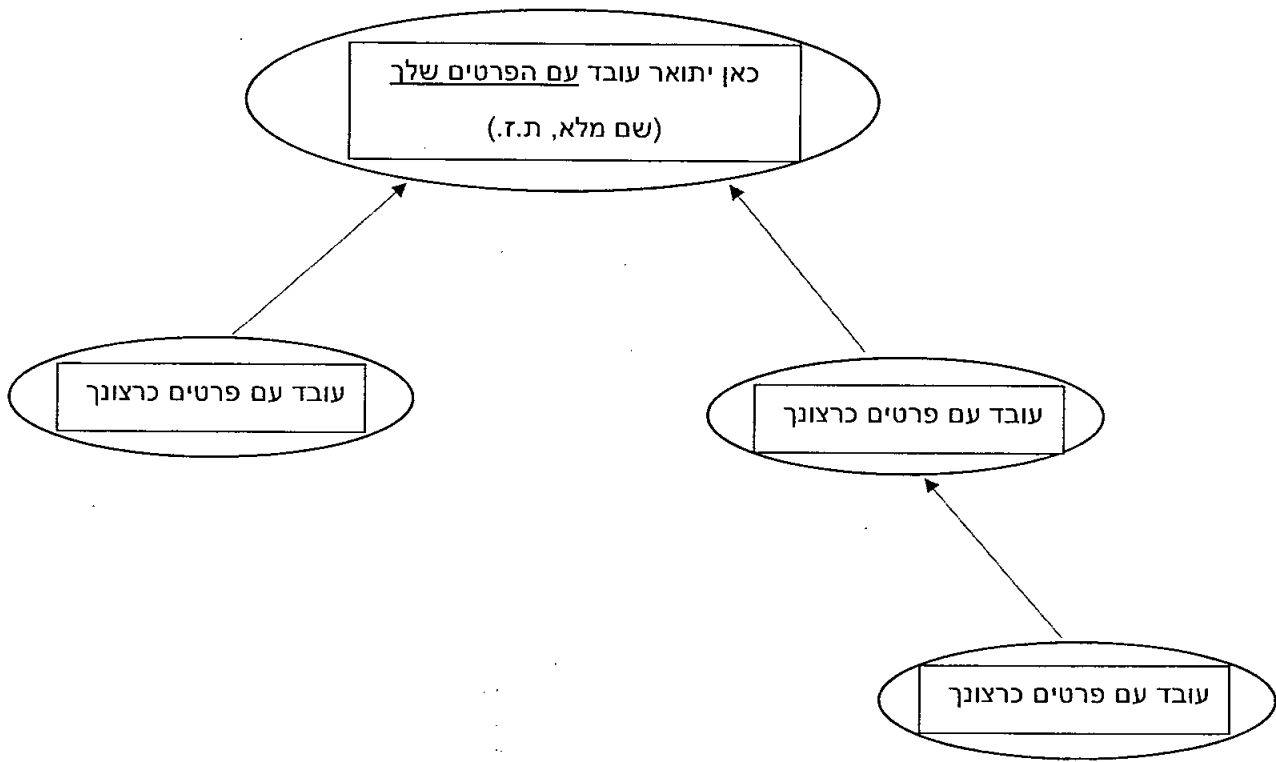 כאן יתואר עובד עם הפרטים שלך
(שם מלא, ת.ז.)
עובד עם פרטים כרצונך
עובד עם פרטים כרצונך
עובד עם פרטים כרצונך